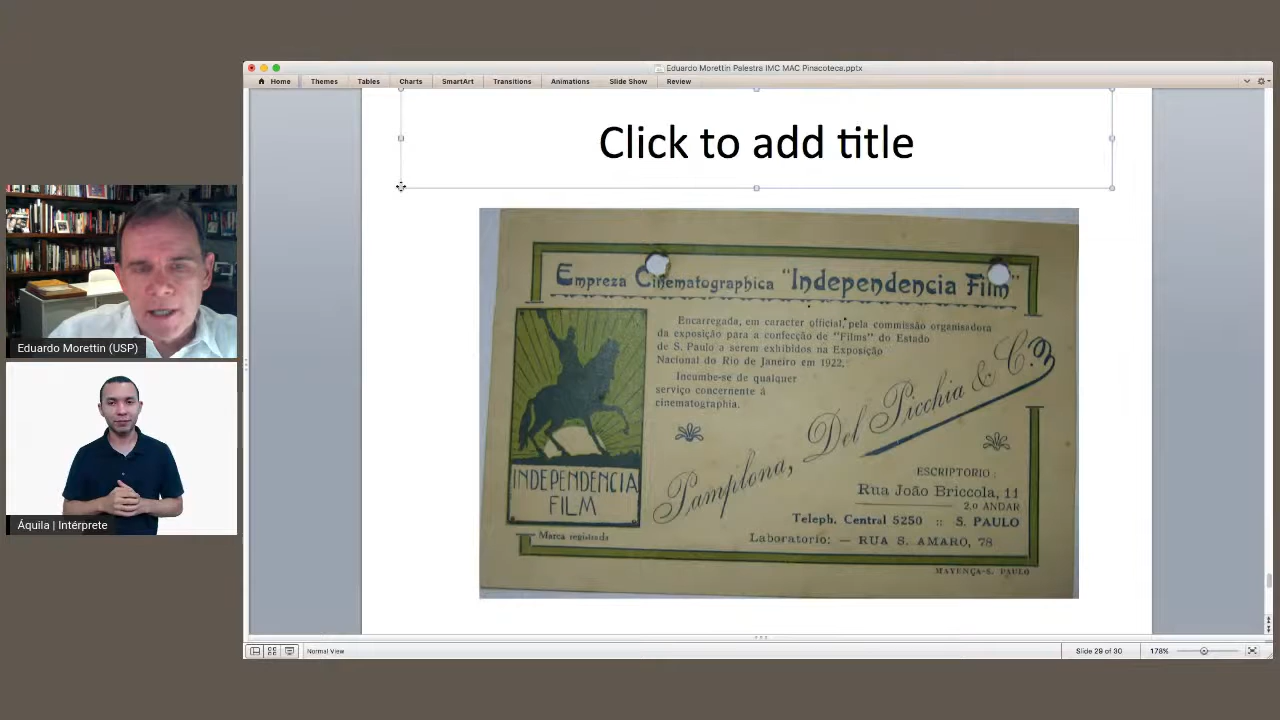 Eduardo Morettin Palestra IMC MAC Pinacoteca.pptx
Home Themes Tables Charts SmartArt Transitions Animations Slide Show Review
Click to add title
Empreza Cinematographica "Independencia Film"
Encarregada, em caracter official, pela commissão organisadora
da exposição para a confecção de "Films" do Estado
de S. Paulo a serem exhibidos na Exposição
Nacional do Rio de Janeiro em 1922.
Incumbe-se de qualquer
serviço concernente á
cinematographia.
Pamplona, Del Picchia & C.
INDEPENDENCIA
FILM
Marca registrada
ESCRIPTORIO:
Rua João Briccola, 11
2.º ANDAR
Teleph. Central 5250 :: S. PAULO
Laboratorio: — RUA S. AMARO, 78
MAYENÇA-S. PAULO
Eduardo Morettin (USP)
Áquila | Intérprete
Normal View
Slide 29 of 30
178%